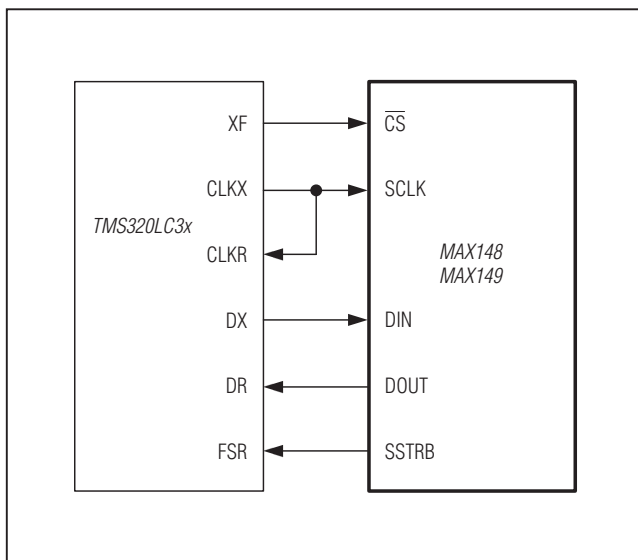 XF
CS
CLKX
SCLK
TMS320LC3x
CLKR
MAX148
MAX149
DX
DIN
DR
DOUT
FSR
SSTRB